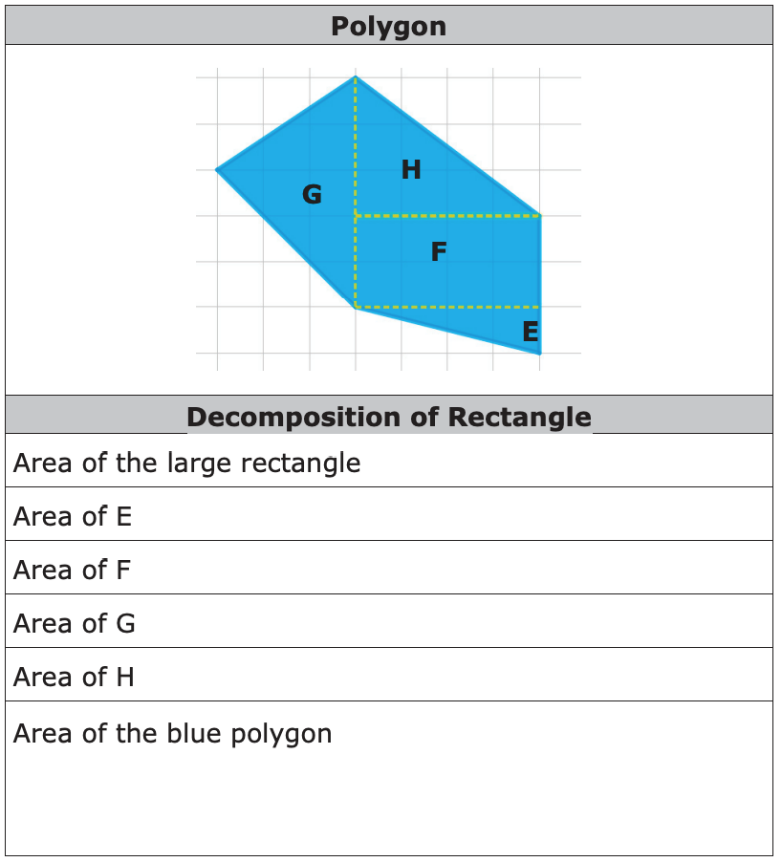 Polygon
H
G
F
E
Decomposition of Rectangle
Area of the large rectangle
Area of E
Area of F
Area of G
Area of H
Area of the blue polygon